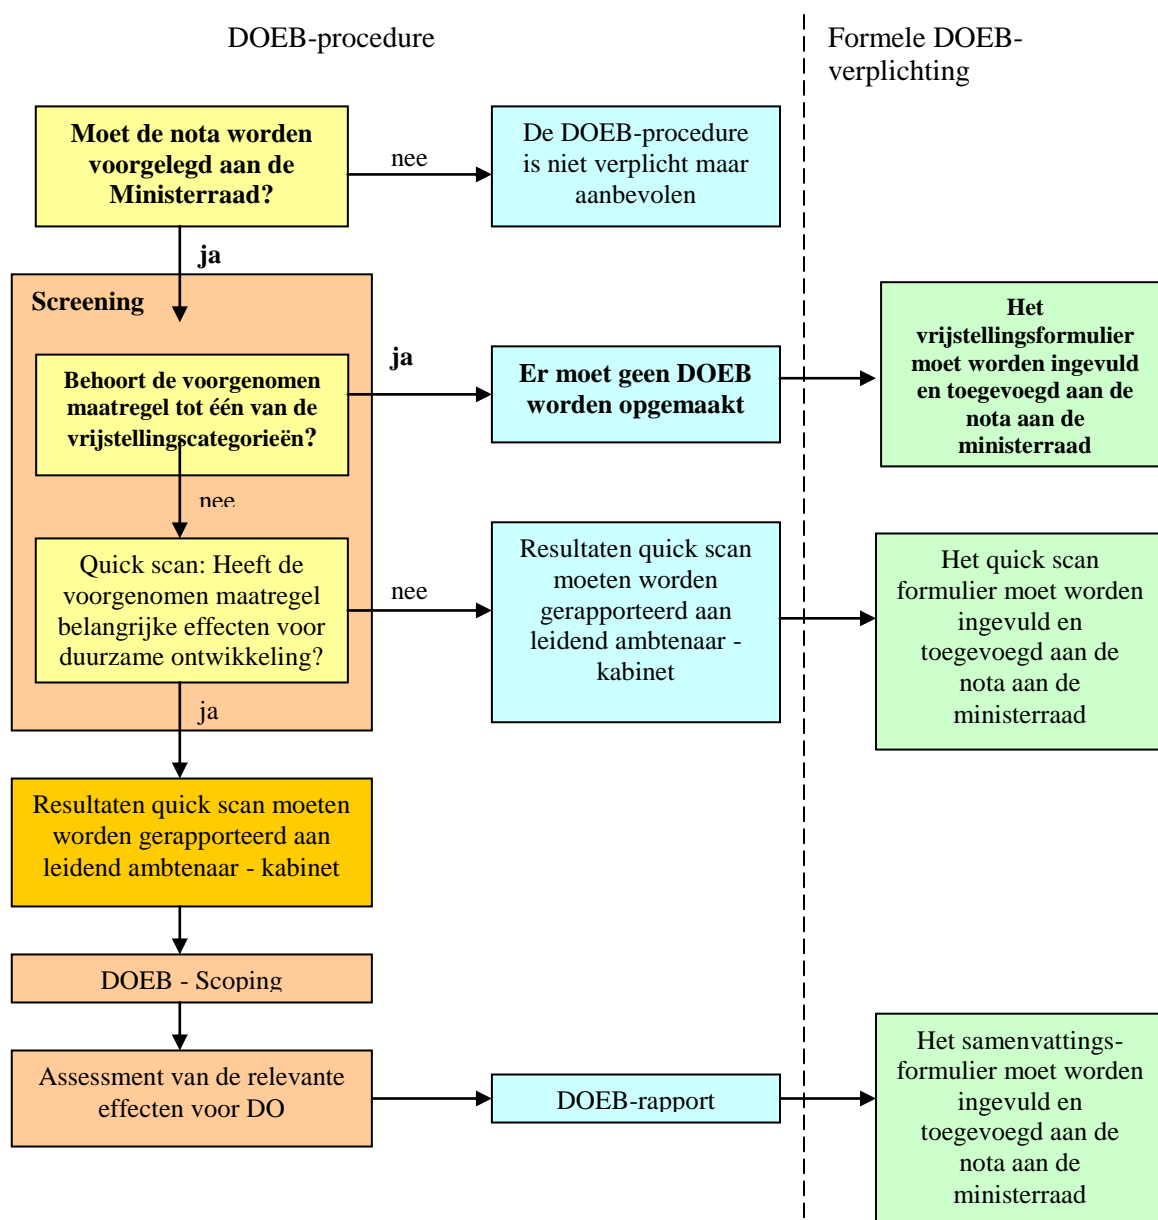 DOEB-procedure
Formele DOEB-
verplichting
Moet de nota worden
voorgelegd aan de
Ministerraad?
nee
De DOEB-procedure
is niet verplicht maar
aanbevolen
ja
Screening
Behoort de voorgenomen
maatregel tot één van de
vrijstellingscategorieën?
ja
Er moet geen DOEB
worden opgemaakt
Het
vrijstellingsformulier
moet worden ingevuld
en toegevoegd aan de
nota aan de
ministerraad
nee
Quick scan: Heeft de
voorgenomen maatregel
belangrijke effecten voor
duurzame ontwikkeling?
nee
Resultaten quick scan
moeten worden
gerapporteerd aan
leidend ambtenaar -
kabinet
Het quick scan
formulier moet worden
ingevuld en
toegevoegd aan de
nota aan de
ministerraad
ja
Resultaten quick scan moeten
worden gerapporteerd aan
leidend ambtenaar - kabinet
DOEB - Scoping
Assessment van de relevante
effecten voor DO
DOEB-rapport
Het samenvattings-
formulier moet worden
ingevuld en
toegevoegd aan de
nota aan de
ministerraad